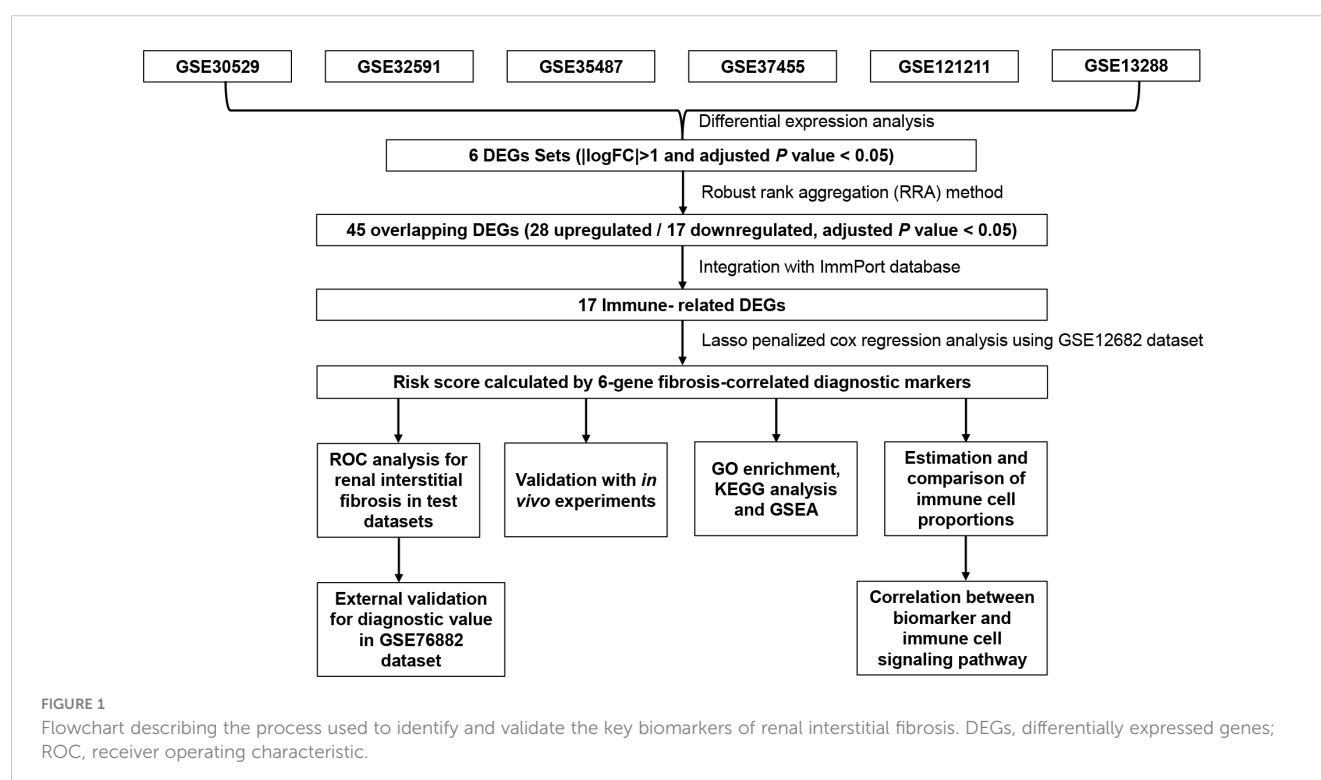 GSE30529
GSE32591
GSE35487
GSE37455
GSE121211
GSE13288
Differential expression analysis
6 DEGs Sets (|logFC|>1 and adjusted P value < 0.05)
Robust rank aggregation (RRA) method
45 overlapping DEGs (28 upregulated / 17 downregulated, adjusted P value < 0.05)
Integration with ImmPort database
17 Immune- related DEGs
Lasso penalized cox regression analysis using GSE12682 dataset
Risk score calculated by 6-gene fibrosis-correlated diagnostic markers
ROC analysis for
renal interstitial
fibrosis in test
datasets
Validation with in
vivo experiments
GO enrichment,
KEGG analysis
and GSEA
Estimation and
comparison of
immune cell
proportions
External validation
for diagnostic value
in GSE76882
dataset
Correlation between
biomarker and
immune cell
signaling pathway
FIGURE 1
Flowchart describing the process used to identify and validate the key biomarkers of renal interstitial fibrosis. DEGs, differentially expressed genes;
ROC, receiver operating characteristic.